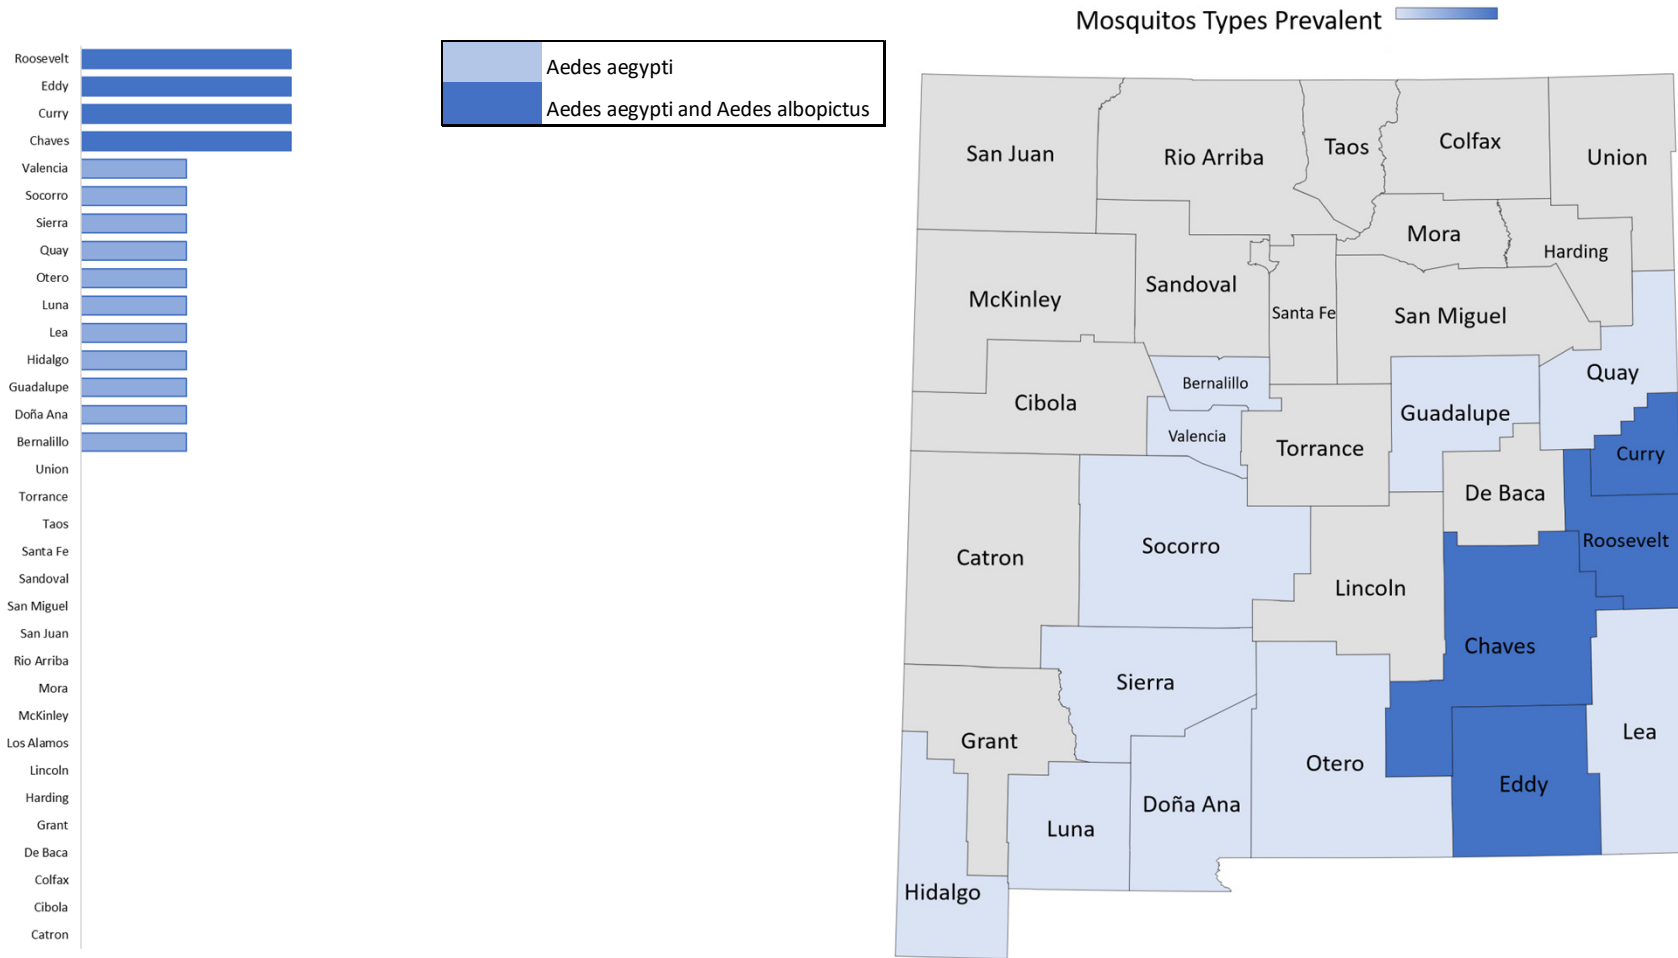 Mosquitos Types Prevalent
Aedes aegypti
Aedes aegypti and Aedes albopictus
Roosevelt
Eddy
Curry
Chaves
Valencia
Socorro
Sierra
Quay
Otero
Luna
Lea
Hidalgo
Guadalupe
Doña Ana
Bernalillo
Union
Torrance
Taos
Santa Fe
Sandoval
San Miguel
San Juan
Rio Arriba
Mora
McKinley
Los Alamos
Lincoln
Harding
Grant
De Baca
Colfax
Cibola
Catron
San Juan
Rio Arriba
Taos
Colfax
Union
Mora
Harding
McKinley
Sandoval
Santa Fe
San Miguel
Quay
Bernalillo
Cibola
Guadalupe
Valencia
Torrance
Curry
De Baca
Socorro
Roosevelt
Catron
Lincoln
Chaves
Sierra
Lea
Grant
Otero
Eddy
Doña Ana
Luna
Hidalgo